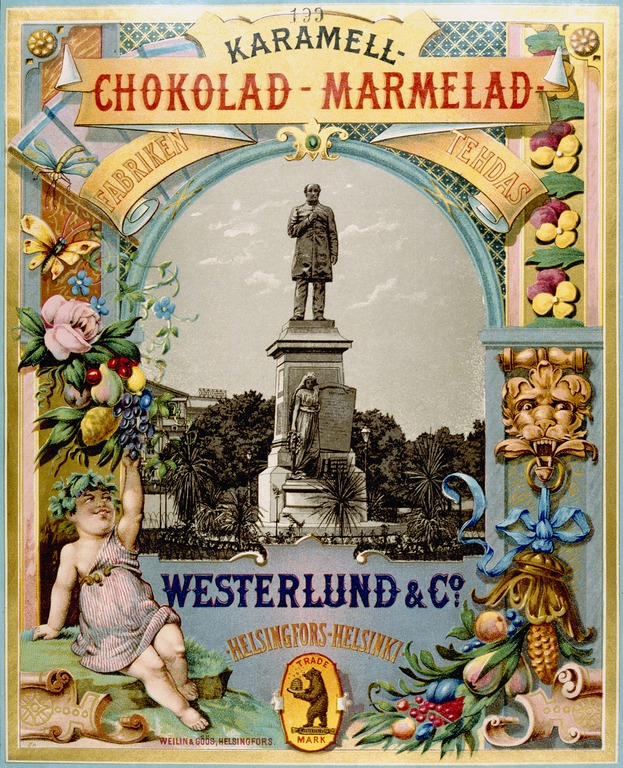 199
KARAMELL-
CHOKOLAD - MARMELAD-
FABRIKEN
TEHDAS
WESTERLUND & Co.
HELSINGFORS-HELSINKI
TRADE
MARK
WEILIN & GÖÖS, HELSINGFORS.